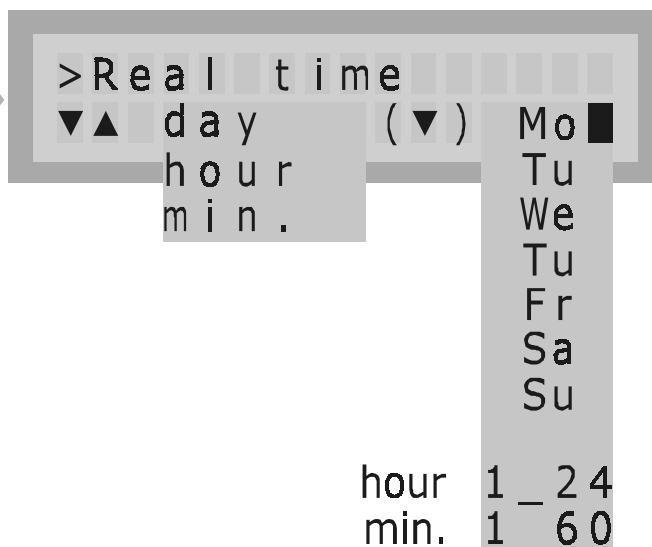 >Real time
▼▲ day (▼) Mo
hour Tu
min. We
Tu
Fr
Sa
Su
hour 1_24
min. 1 60